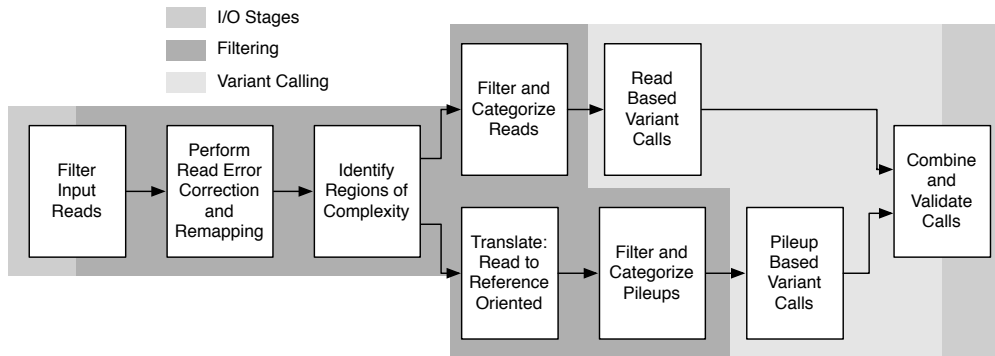 I/O Stages
Filtering
Variant Calling
Filter
Input
Reads
Perform
Read Error
Correction
and
Remapping
Identify
Regions of
Complexity
Filter and
Categorize
Reads
Read
Based
Variant
Calls
Translate:
Read to
Reference
Oriented
Filter and
Categorize
Pileups
Pileup
Based
Variant
Calls
Combine
and
Validate
Calls